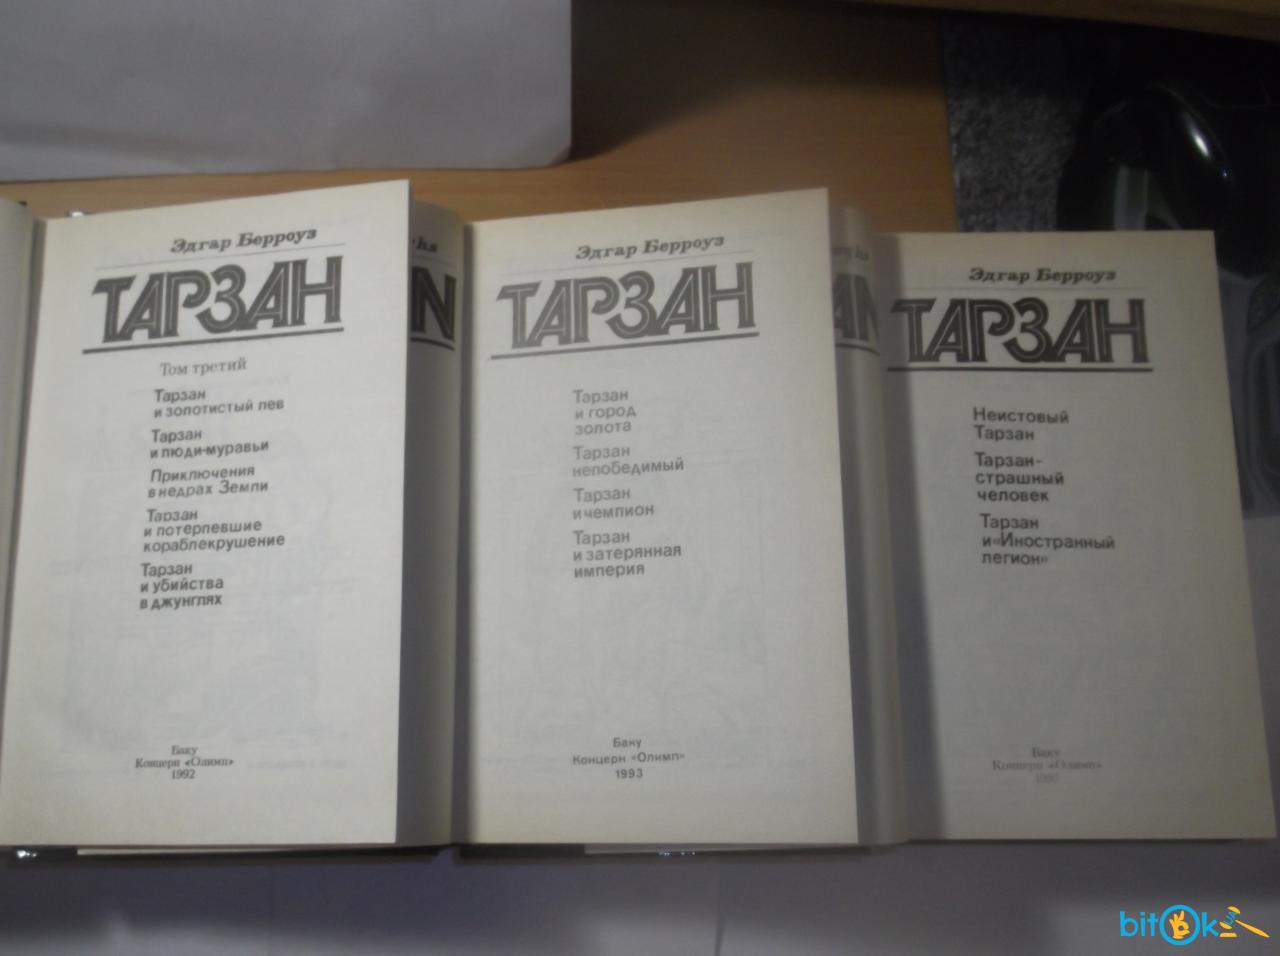 Эдгар Берроуз
ТАРЗАН
Том третий
Тарзан
и золотистый лев
Тарзан
и люди-муравьи
Приключения
в недрах Земли
Тарзан
и потерпевшие
кораблекрушение
Тарзан
и убийства
в джунглях
Баку
Концерн «Олимп»
1992
Эдгар Берроуз
ТАРЗАН
Тарзан
и город
золота
Тарзан
непобедимый
Тарзан
и чемпион
Тарзан
и затерянная
империя
Баку
Концерн «Олимп»
1993
Эдгар Берроуз
ТАРЗАН
Неистовый
Тарзан
Тарзан-
страшный
человек
Тарзан
и «Иностранный
легион»
Баку
Концерн «Олимп»
bitOk